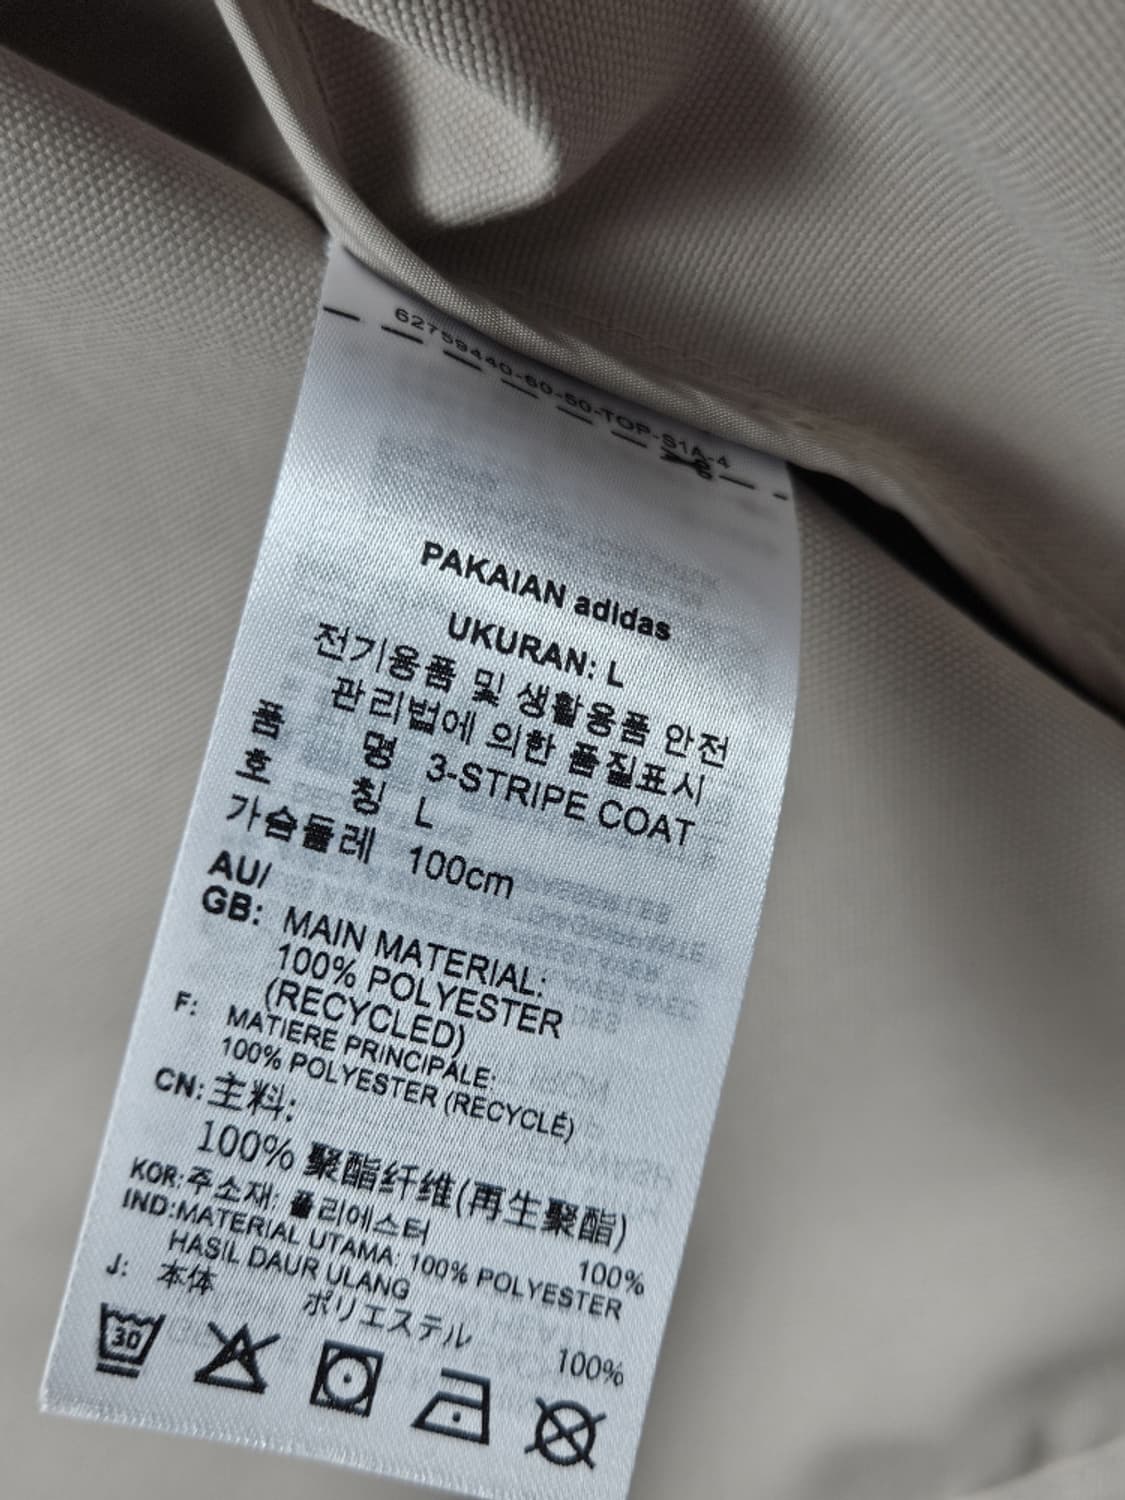 62759440-60-50-TOP-S1A-4
PAKAIAN adidas
UKURAN: L
전기용품 및 생활용품 안전
관리법에 의한 품질표시
품 명 3-STRIPE COAT
호 칭 L
가슴둘레 100cm
AU/
GB: MAIN MATERIAL:
100% POLYESTER
(RECYCLED)
F: MATIERE PRINCIPALE:
100% POLYESTER (RECYCLÉ)
CN: 主料:
100% 聚酯纤维(再生聚酯)
KOR: 주소재: 폴리에스터 100%
IND:MATERIAL UTAMA: 100% POLYESTER
HASIL DAUR ULANG
J: 本体 ポリエステル 100%
30